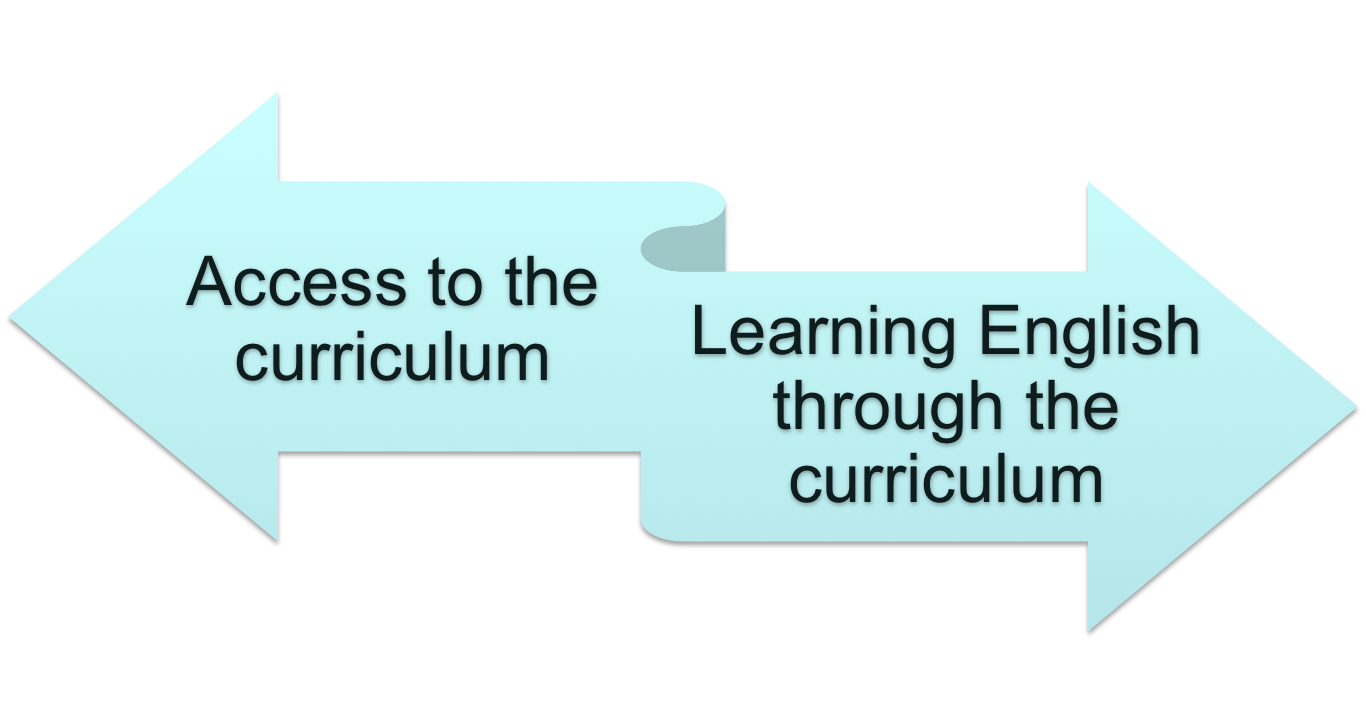 Access to the
curriculum
Learning English
through the
curriculum